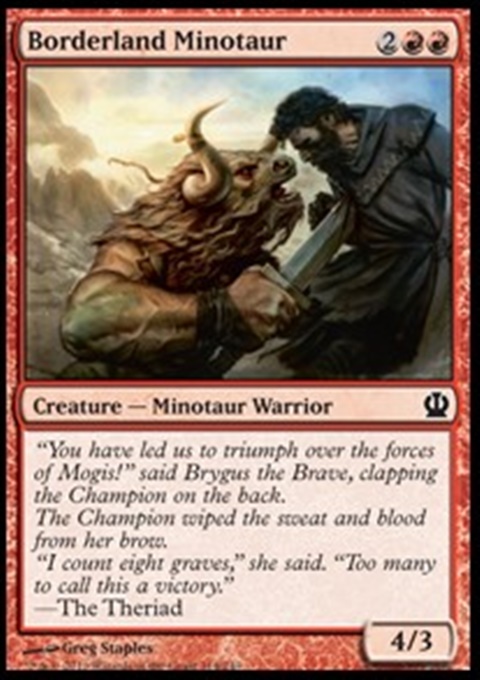 Borderland Minotaur 2
Creature — Minotaur Warrior
“You have led us to triumph over the forces
of Mogis!” said Brygus the Brave, clapping
the Champion on the back.
The Champion wiped the sweat and blood
from her brow.
“I count eight graves,” she said. “Too many
to call this a victory.”
—The Theriad
4/3
Greg Staples